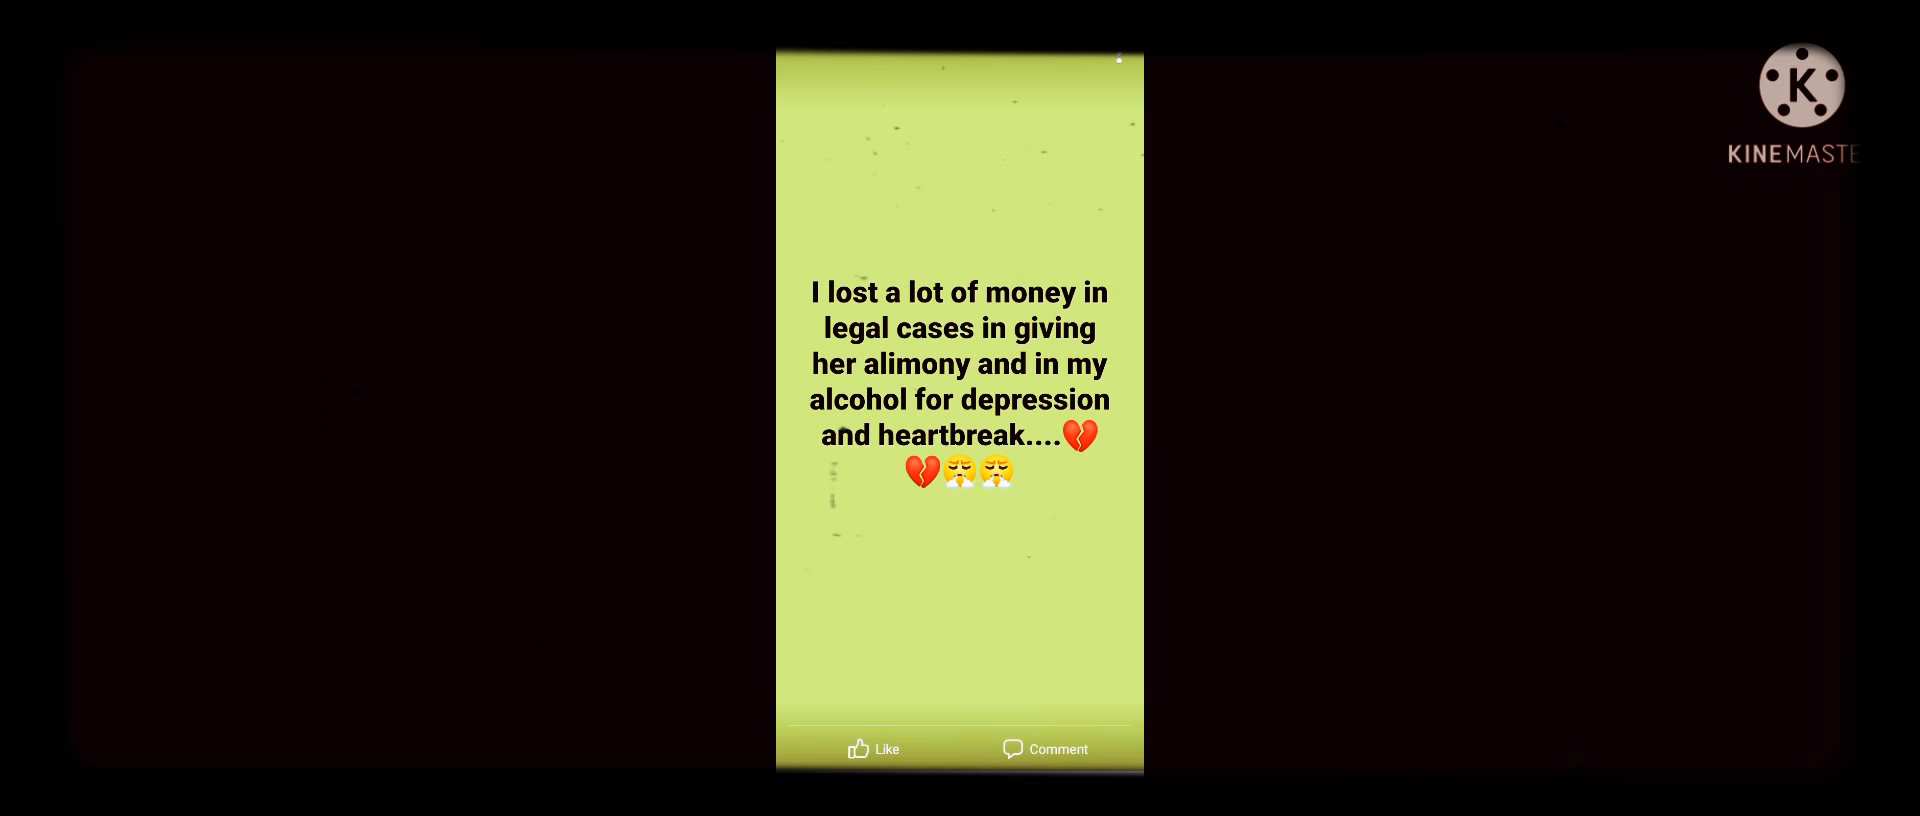 K
KINEMASTE
I lost a lot of money in
legal cases in giving
her alimony and in my
alcohol for depression
and heartbreak....💔
💔😤😤
Like
Comment